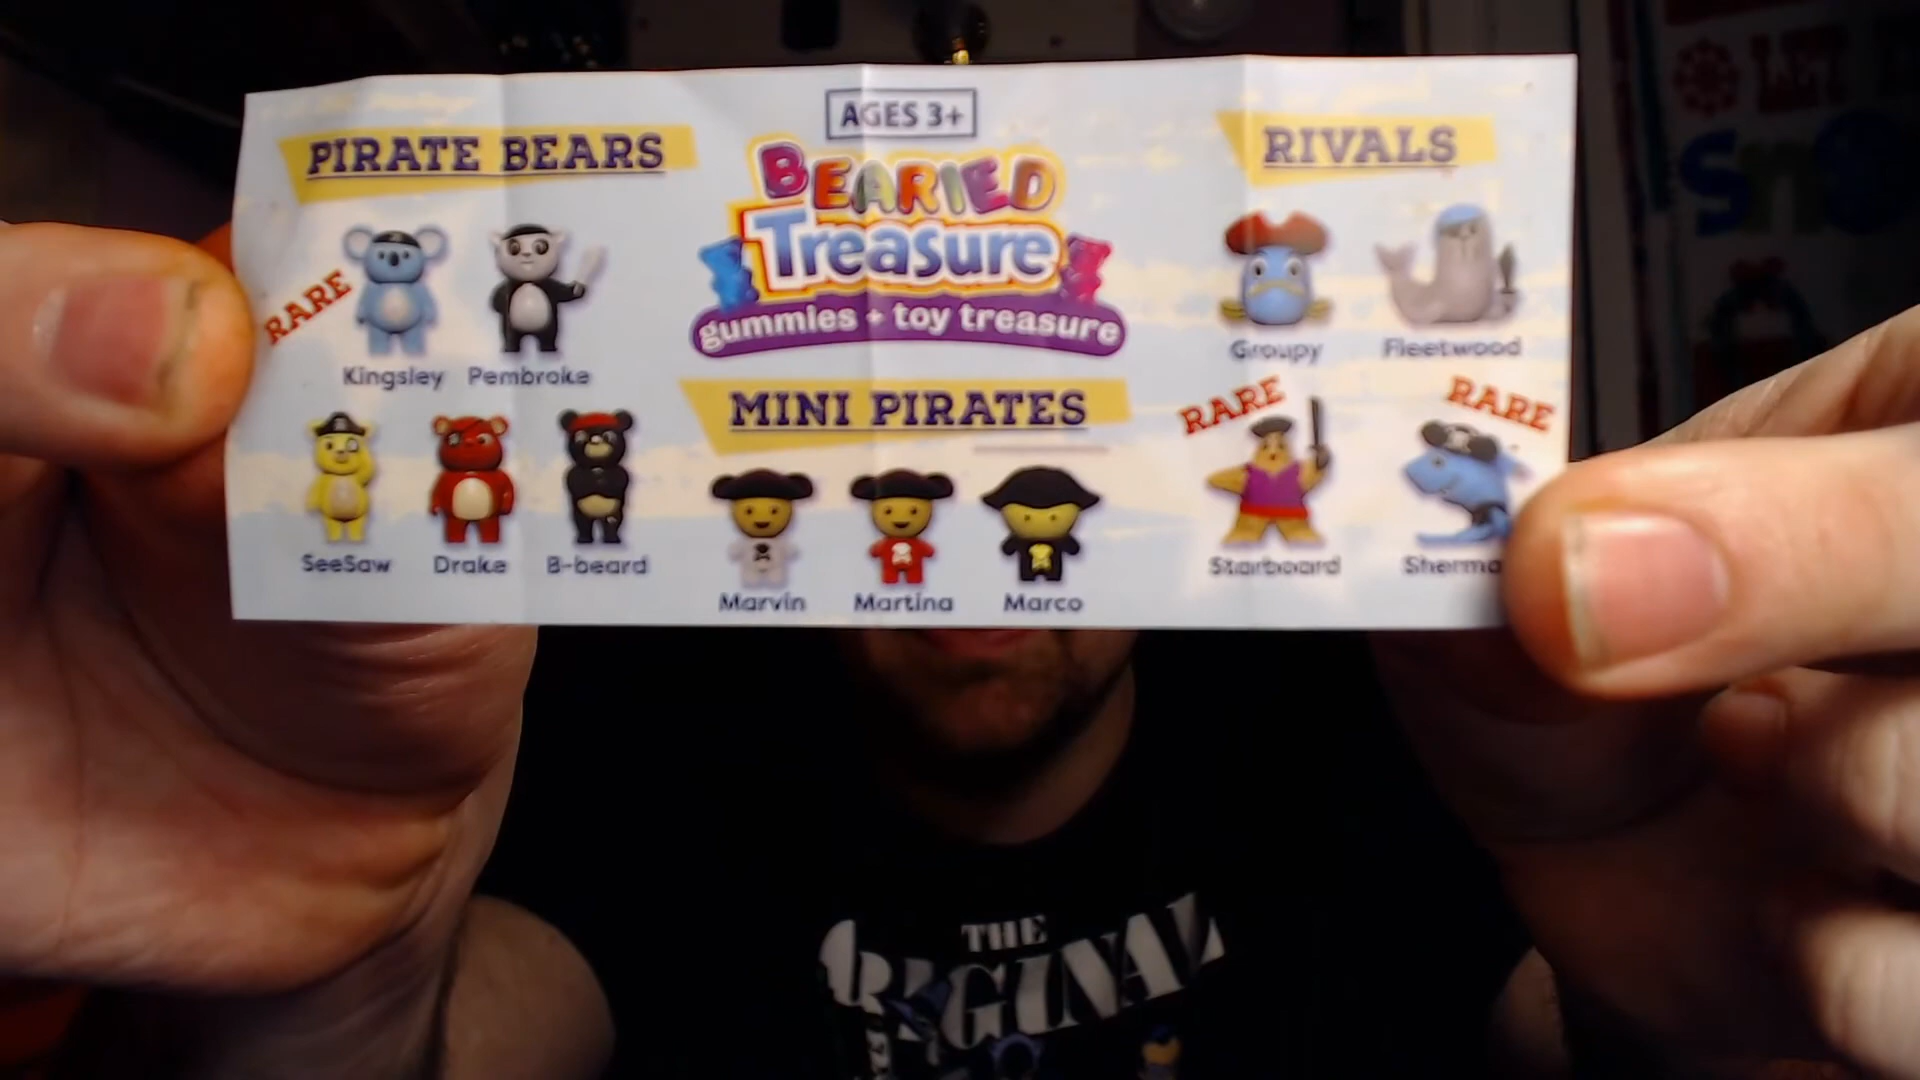 AGES 3+
PIRATE BEARS
BEARIED
Treasure
gummies + toy treasure
RIVALS
RARE
Kingsley Pembroke
SeeSaw Drake B-beard
MINI PIRATES
Marvin Martina Marco
Groupy Fleetwood
RARE RARE
Starboard
THE
ORIGINAL